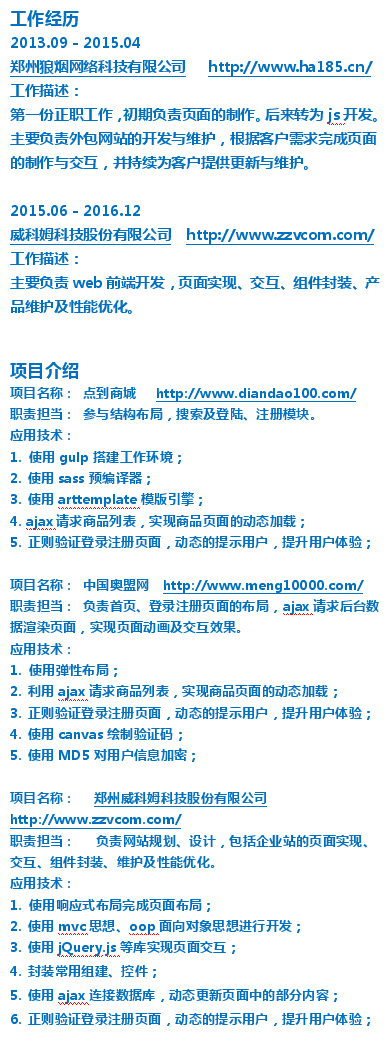 工作经历
2013.09 – 2015.04
郑州狼烟网络科技有限公司 http://www.ha185.cn/
工作描述：
第一份正职工作，初期负责页面的制作。后来转为 js 开发。
主要负责外包网站的开发与维护，根据客户需求完成页面
的制作与交互，并持续为客户提供更新与维护。
2015.06 – 2016.12
威科姆科技股份有限公司 http://www.zzvcom.com/
工作描述：
主要负责 web 前端开发，页面实现、交互、组件封装、产
品维护及性能优化。
项目介绍
项目名称： 点到商城 http://www.diandao100.com/
职责担当： 参与结构布局，搜索及登陆、注册模块。
应用技术：
1. 使用 gulp 搭建工作环境；
2. 使用 sass 预编译器；
3. 使用 arttemplate 模版引擎；
4. ajax 请求商品列表，实现商品页面的动态加载；
5. 正则验证登录注册页面，动态的提示用户，提升用户体验；
项目名称： 中国奥盟网 http://www.meng10000.com/
职责担当： 负责首页、登录注册页面的布局，ajax 请求后台数
据渲染页面，实现页面动画及交互效果。
应用技术：
1. 使用弹性布局；
2. 利用 ajax 请求商品列表，实现商品页面的动态加载；
3. 正则验证登录注册页面，动态的提示用户，提升用户体验；
4. 使用 canvas 绘制验证码；
5. 使用 MD5 对用户信息加密；
项目名称： 郑州威科姆科技股份有限公司
http://www.zzvcom.com/
职责担当： 负责网站规划、设计，包括企业站的页面实现、
交互、组件封装、维护及性能优化。
应用技术：
1. 使用响应式布局完成页面布局；
2. 使用 mvc 思想、oop 面向对象思想进行开发；
3. 使用 jQuery.js 等库实现页面交互；
4. 封装常用组建、控件；
5. 使用 ajax 连接数据库，动态更新页面中的部分内容；
6. 正则验证登录注册页面，动态的提示用户，提升用户体验；